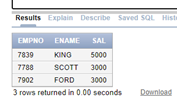 Results Explain Describe Saved SQL Hist
EMPNO ENAME SAL
7839 KING 5000
7788 SCOTT 3000
7902 FORD 3000
3 rows returned in 0.00 seconds Download